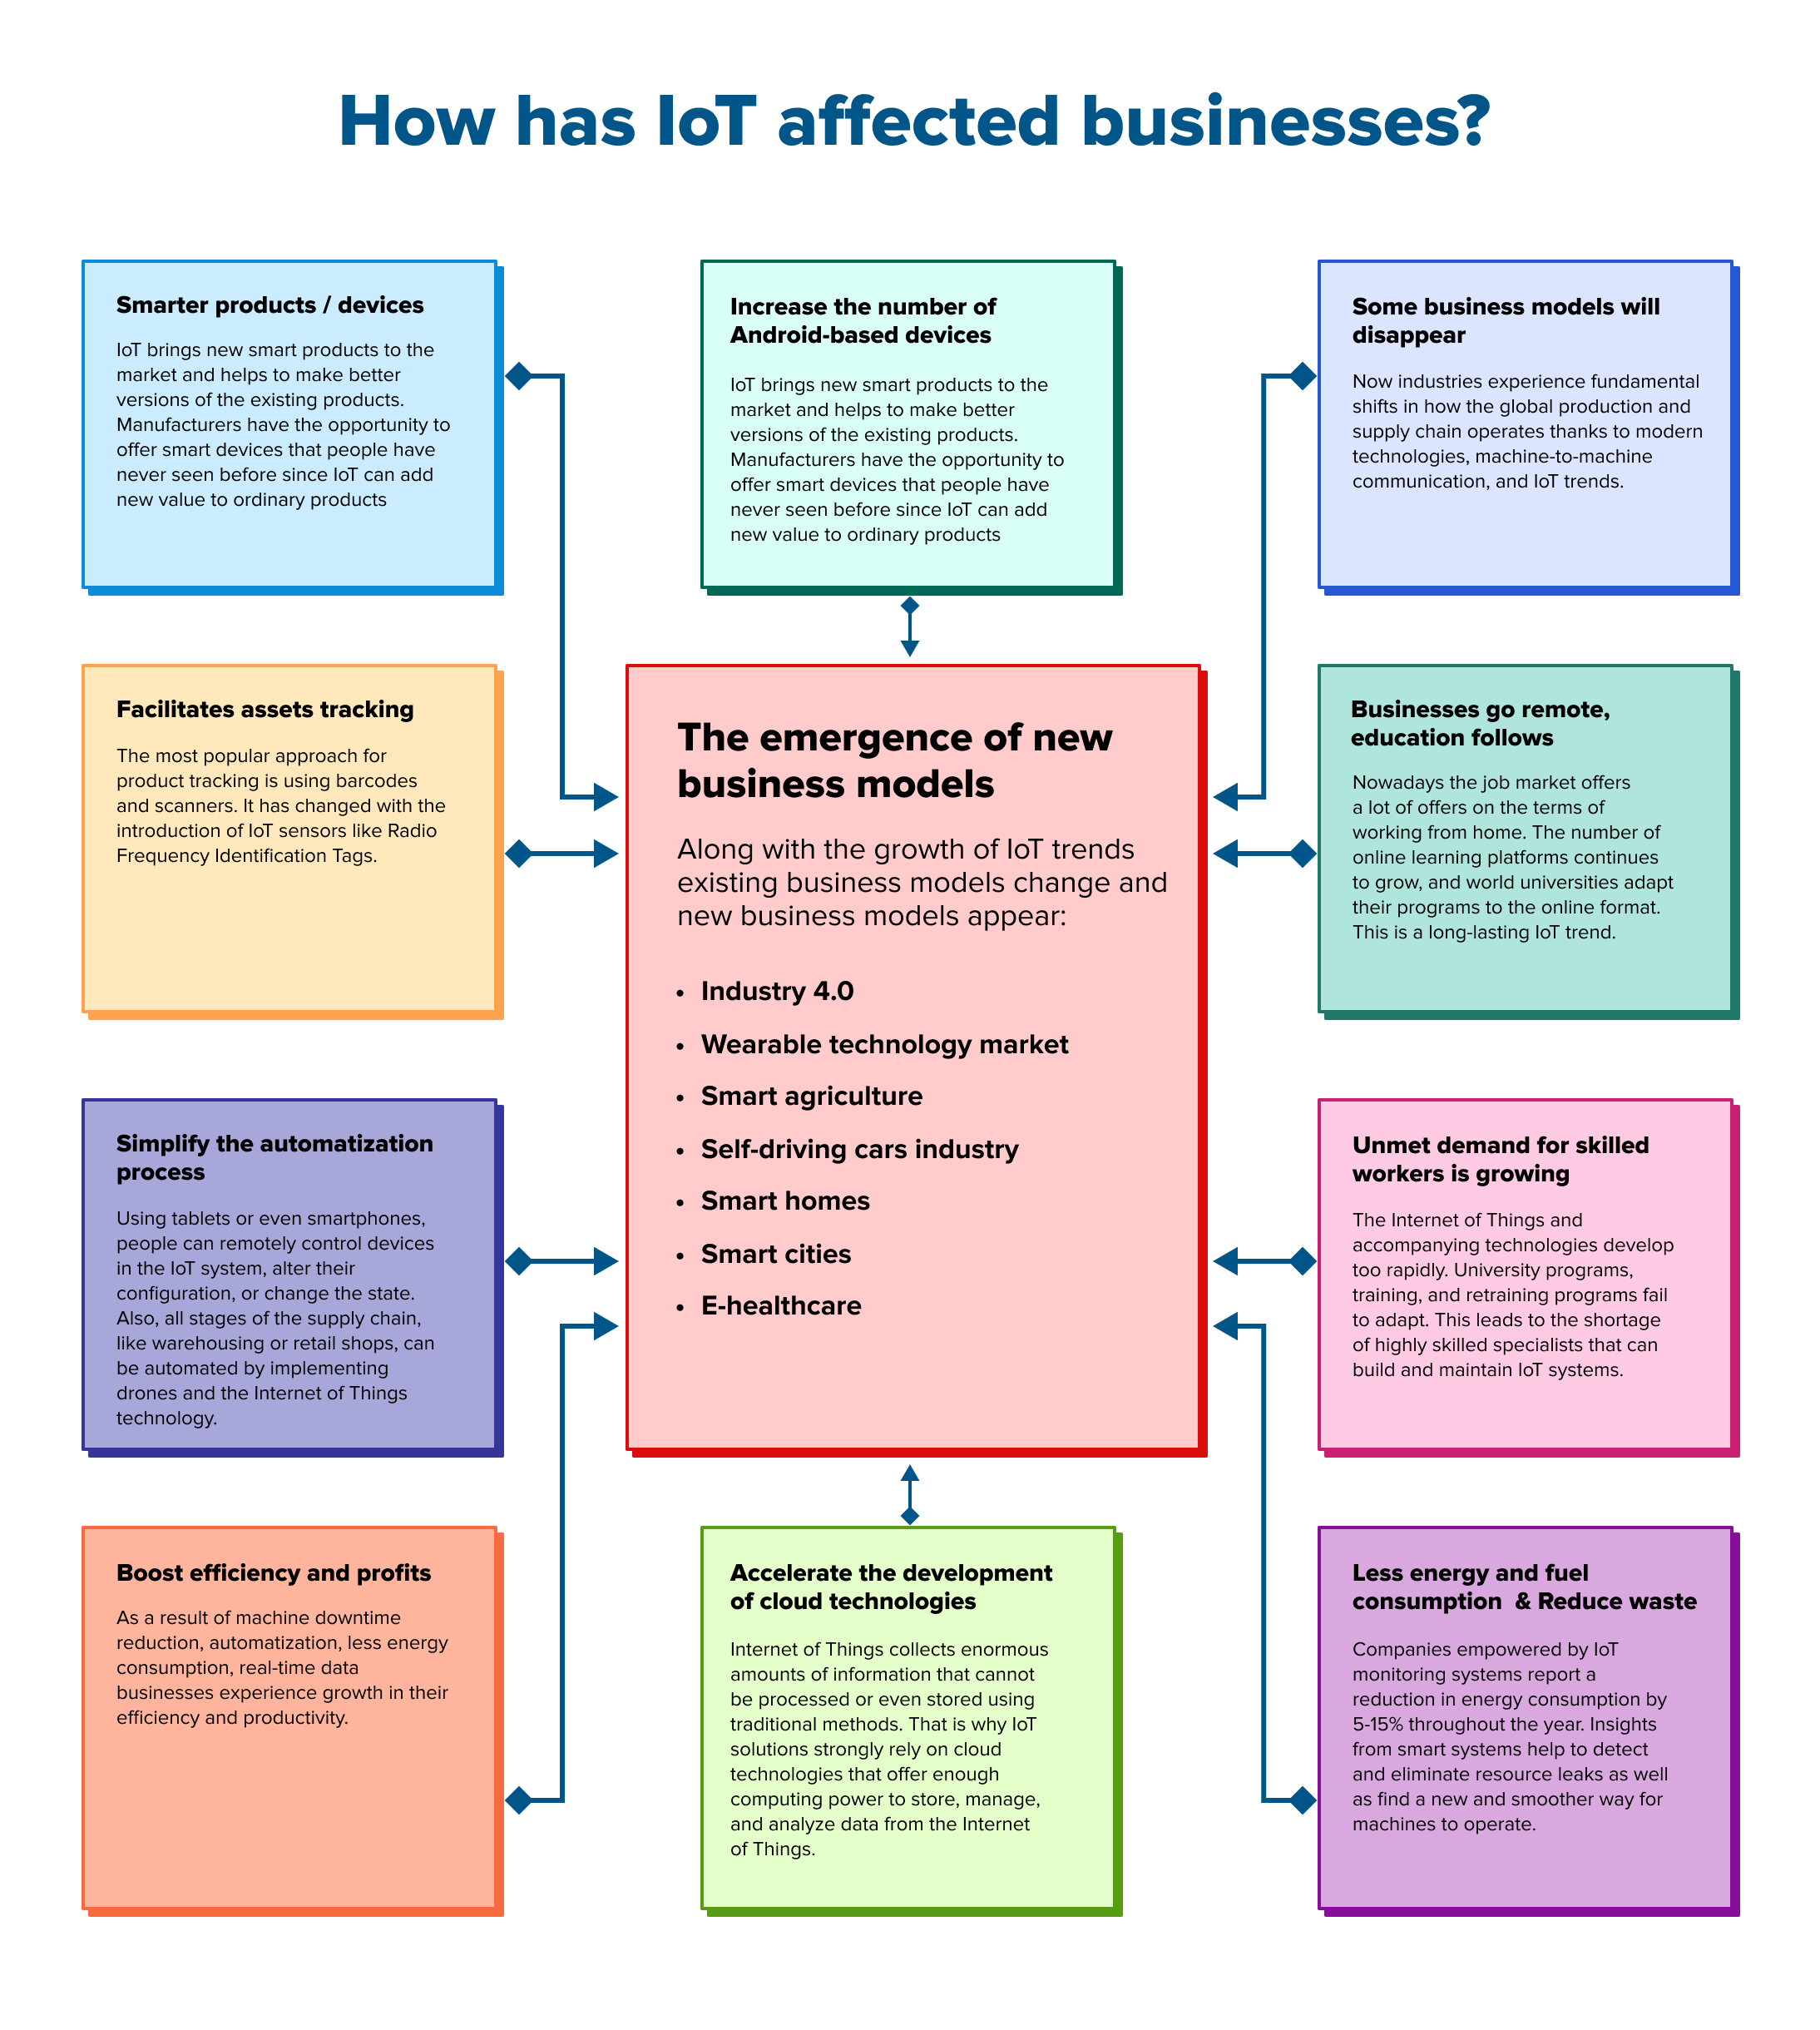 How has IoT affected businesses?
Smarter products / devices
IoT brings new smart products to the
market and helps to make better
versions of the existing products.
Manufacturers have the opportunity to
offer smart devices that people have
never seen before since IoT can add
new value to ordinary products
Increase the number of
Android-based devices
IoT brings new smart products to the
market and helps to make better
versions of the existing products.
Manufacturers have the opportunity to
offer smart devices that people have
never seen before since IoT can add
new value to ordinary products
Some business models will
disappear
Now industries experience fundamental
shifts in how the global production and
supply chain operates thanks to modern
technologies, machine-to-machine
communication, and IoT trends.
Facilitates assets tracking
The most popular approach for
product tracking is using barcodes
and scanners. It has changed with the
introduction of IoT sensors like Radio
Frequency Identification Tags.
The emergence of new
business models
Along with the growth of IoT trends
existing business models change and
new business models appear:
• Industry 4.0
• Wearable technology market
• Smart agriculture
• Self-driving cars industry
• Smart homes
• Smart cities
• E-healthcare
Businesses go remote,
education follows
Nowadays the job market offers
a lot of offers on the terms of
working from home. The number of
online learning platforms continues
to grow, and world universities adapt
their programs to the online format.
This is a long-lasting IoT trend.
Simplify the automatization
process
Using tablets or even smartphones,
people can remotely control devices
in the IoT system, alter their
configuration, or change the state.
Also, all stages of the supply chain,
like warehousing or retail shops, can
be automated by implementing
drones and the Internet of Things
technology.
Unmet demand for skilled
workers is growing
The Internet of Things and
accompanying technologies develop
too rapidly. University programs,
training, and retraining programs fail
to adapt. This leads to the shortage
of highly skilled specialists that can
build and maintain IoT systems.
Boost efficiency and profits
As a result of machine downtime
reduction, automatization, less energy
consumption, real-time data
businesses experience growth in their
efficiency and productivity.
Accelerate the development
of cloud technologies
Internet of Things collects enormous
amounts of information that cannot
be processed or even stored using
traditional methods. That is why IoT
solutions strongly rely on cloud
technologies that offer enough
computing power to store, manage,
and analyze data from the Internet
of Things.
Less energy and fuel
consumption  & Reduce waste
Companies empowered by IoT
monitoring systems report a
reduction in energy consumption by
5-15% throughout the year. Insights
from smart systems help to detect
and eliminate resource leaks as well
as find a new and smoother way for
machines to operate.